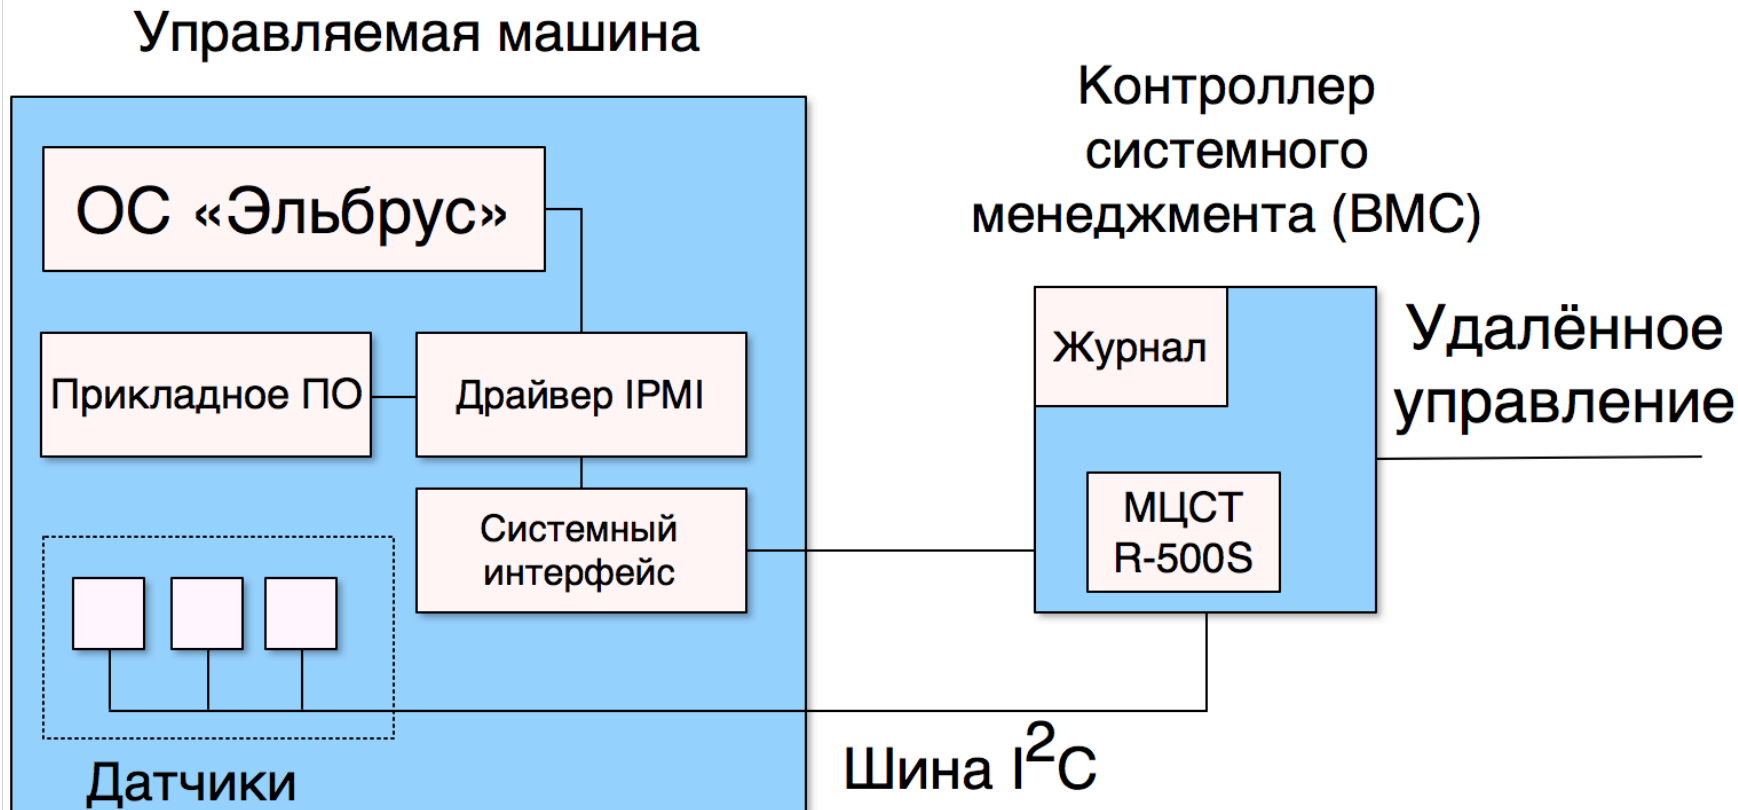 Управляемая машина
ОС «Эльбрус»
Прикладное ПО
Драйвер IPMI
Системный
интерфейс
Датчики
Шина I²C
Контроллер
системного
менеджмента (BMC)
Журнал
МЦСТ
R-500S
Удалённое
управление